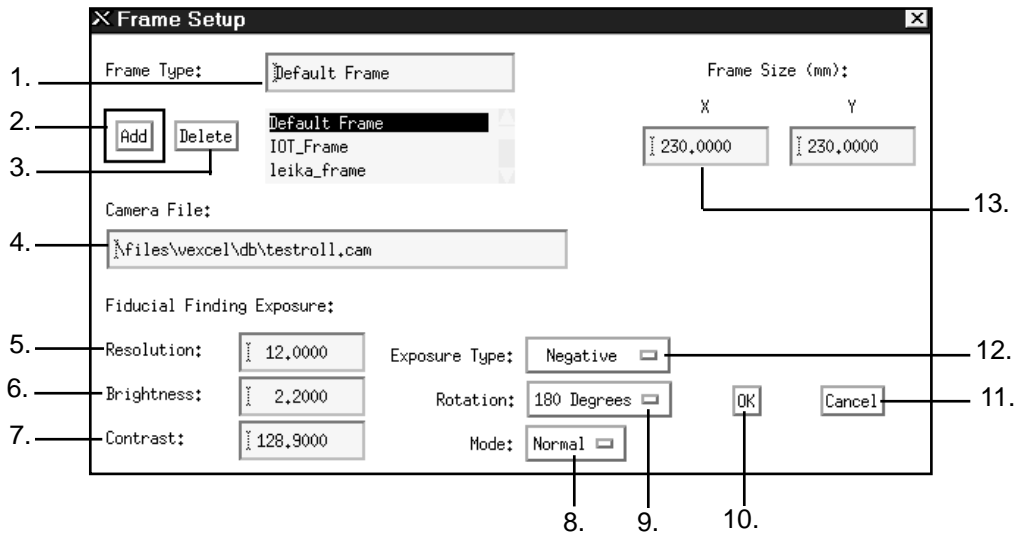 X Frame Setup X
1. Frame Type: Default Frame Frame Size (mm):
X Y
2. Add Delete Default Frame
IOT_Frame 230.0000 230.0000
3. leika_frame
13.
Camera File:
4. \files\vexcel\db\testroll.cam
Fiducial Finding Exposure:
5. Resolution: 12.0000 Exposure Type: Negative 12.
6. Brightness: 2.2000 Rotation: 180 Degrees OK Cancel 11.
7. Contrast: 128.9000 Mode: Normal
8. 9. 10.